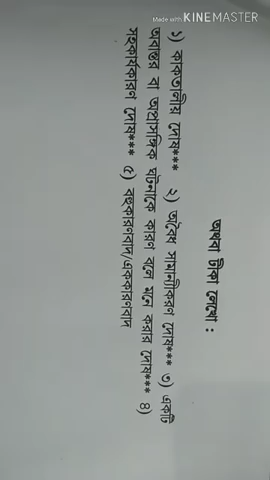 Made with KINEMASTER
অথবা টীকা লেখো :
১) কাকতালীয় দোষ*** ২) অবৈধ সামান্যীকরণ দোষ*** ৩) একটি
অবান্তর বা অপ্রাসঙ্গিক ঘটনাকে কারণ বলে মনে করার দোষ*** ৪)
সহকার্যকারণ দোষ*** ৫) বহুকারণবাদ/এককারণবাদ